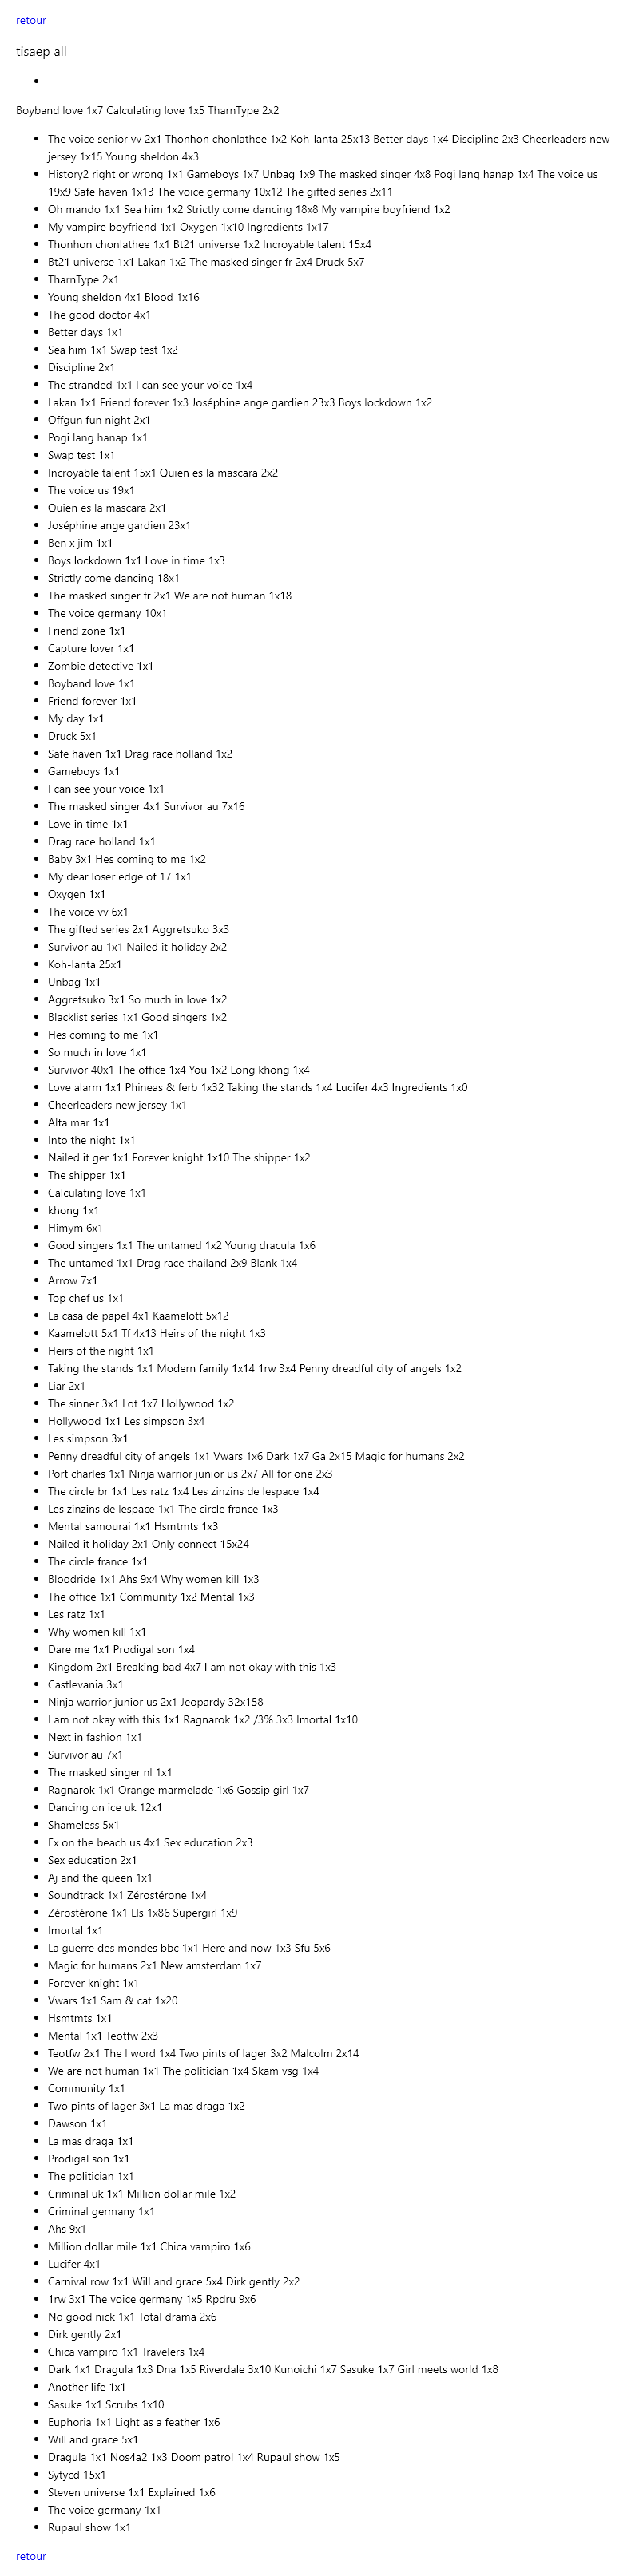 retour
tisaep all
Boyband love 1x7 Calculating love 1x5 TharnType 2x2
The voice senior vv 2x1 Thonhon chonlathee 1x2 Koh-lanta 25x13 Better days 1x4 Discipline 2x3 Cheerleaders new
jersey 1x15 Young sheldon 4x3
History2 right or wrong 1x1 Gameboys 1x7 Unbag 1x9 The masked singer 4x8 Pogi lang hanap 1x4 The voice us
19x9 Safe haven 1x13 The voice germany 10x12 The gifted series 2x11
Oh mando 1x1 Sea him 1x2 Strictly come dancing 18x8 My vampire boyfriend 1x2
My vampire boyfriend 1x1 Oxygen 1x10 Ingredients 1x17
Thonhon chonlathee 1x1 Bt21 universe 1x2 Incroyable talent 15x4
Bt21 universe 1x1 Lakan 1x2 The masked singer fr 2x4 Druck 5x7
TharnType 2x1
Young sheldon 4x1 Blood 1x16
The good doctor 4x1
Better days 1x1
Sea him 1x1 Swap test 1x2
Discipline 2x1
The stranded 1x1 I can see your voice 1x4
Lakan 1x1 Friend forever 1x3 Joséphine ange gardien 23x3 Boys lockdown 1x2
Offgun fun night 2x1
Pogi lang hanap 1x1
Swap test 1x1
Incroyable talent 15x1 Quien es la mascara 2x2
The voice us 19x1
Quien es la mascara 2x1
Joséphine ange gardien 23x1
Ben x jim 1x1
Boys lockdown 1x1 Love in time 1x3
Strictly come dancing 18x1
The masked singer fr 2x1 We are not human 1x18
The voice germany 10x1
Friend zone 1x1
Capture lover 1x1
Zombie detective 1x1
Boyband love 1x1
Friend forever 1x1
My day 1x1
Druck 5x1
Safe haven 1x1 Drag race holland 1x2
Gameboys 1x1
I can see your voice 1x1
The masked singer 4x1 Survivor au 7x16
Love in time 1x1
Drag race holland 1x1
Baby 3x1 Hes coming to me 1x2
My dear loser edge of 17 1x1
Oxygen 1x1
The voice vv 6x1
The gifted series 2x1 Aggretsuko 3x3
Survivor au 1x1 Nailed it holiday 2x2
Koh-lanta 25x1
Unbag 1x1
Aggretsuko 3x1 So much in love 1x2
Blacklist series 1x1 Good singers 1x2
Hes coming to me 1x1
So much in love 1x1
Survivor 40x1 The office 1x4 You 1x2 Long khong 1x4
Love alarm 1x1 Phineas & ferb 1x32 Taking the stands 1x4 Lucifer 4x3 Ingredients 1x0
Cheerleaders new jersey 1x1
Alta mar 1x1
Into the night 1x1
Nailed it ger 1x1 Forever knight 1x10 The shipper 1x2
The shipper 1x1
Calculating love 1x1
khong 1x1
Himym 6x1
Good singers 1x1 The untamed 1x2 Young dracula 1x6
The untamed 1x1 Drag race thailand 2x9 Blank 1x4
Arrow 7x1
Top chef us 1x1
La casa de papel 4x1 Kaamelott 5x12
Kaamelott 5x1 Tf 4x13 Heirs of the night 1x3
Heirs of the night 1x1
Taking the stands 1x1 Modern family 1x14 1rw 3x4 Penny dreadful city of angels 1x2
Liar 2x1
The sinner 3x1 Lot 1x7 Hollywood 1x2
Hollywood 1x1 Les simpson 3x4
Les simpson 3x1
Penny dreadful city of angels 1x1 Vwars 1x6 Dark 1x7 Ga 2x15 Magic for humans 2x2
Port charles 1x1 Ninja warrior junior us 2x7 All for one 2x3
The circle br 1x1 Les ratz 1x4 Les zinzins de lespace 1x4
Les zinzins de lespace 1x1 The circle france 1x3
Mental samourai 1x1 Hsmtmts 1x3
Nailed it holiday 2x1 Only connect 15x24
The circle france 1x1
Bloodride 1x1 Ahs 9x4 Why women kill 1x3
The office 1x1 Community 1x2 Mental 1x3
Les ratz 1x1
Why women kill 1x1
Dare me 1x1 Prodigal son 1x4
Kingdom 2x1 Breaking bad 4x7 I am not okay with this 1x3
Castlevania 3x1
Ninja warrior junior us 2x1 Jeopardy 32x158
I am not okay with this 1x1 Ragnarok 1x2 /3% 3x3 Imortal 1x10
Next in fashion 1x1
Survivor au 7x1
The masked singer nl 1x1
Ragnarok 1x1 Orange marmelade 1x6 Gossip girl 1x7
Dancing on ice uk 12x1
Shameless 5x1
Ex on the beach us 4x1 Sex education 2x3
Sex education 2x1
Aj and the queen 1x1
Soundtrack 1x1 Zérostérone 1x4
Zérostérone 1x1 Lls 1x86 Supergirl 1x9
Imortal 1x1
La guerre des mondes bbc 1x1 Here and now 1x3 Sfu 5x6
Magic for humans 2x1 New amsterdam 1x7
Forever knight 1x1
Vwars 1x1 Sam & cat 1x20
Hsmtmts 1x1
Mental 1x1 Teotfw 2x3
Teotfw 2x1 The l word 1x4 Two pints of lager 3x2 Malcolm 2x14
We are not human 1x1 The politician 1x4 Skam vsg 1x4
Community 1x1
Two pints of lager 3x1 La mas draga 1x2
Dawson 1x1
La mas draga 1x1
Prodigal son 1x1
The politician 1x1
Criminal uk 1x1 Million dollar mile 1x2
Criminal germany 1x1
Ahs 9x1
Million dollar mile 1x1 Chica vampiro 1x6
Lucifer 4x1
Carnival row 1x1 Will and grace 5x4 Dirk gently 2x2
1rw 3x1 The voice germany 1x5 Rpdru 9x6
No good nick 1x1 Total drama 2x6
Dirk gently 2x1
Chica vampiro 1x1 Travelers 1x4
Dark 1x1 Dragula 1x3 Dna 1x5 Riverdale 3x10 Kunoichi 1x7 Sasuke 1x7 Girl meets world 1x8
Another life 1x1
Sasuke 1x1 Scrubs 1x10
Euphoria 1x1 Light as a feather 1x6
Will and grace 5x1
Dragula 1x1 Nos4a2 1x3 Doom patrol 1x4 Rupaul show 1x5
Sytycd 15x1
Steven universe 1x1 Explained 1x6
The voice germany 1x1
Rupaul show 1x1
retour